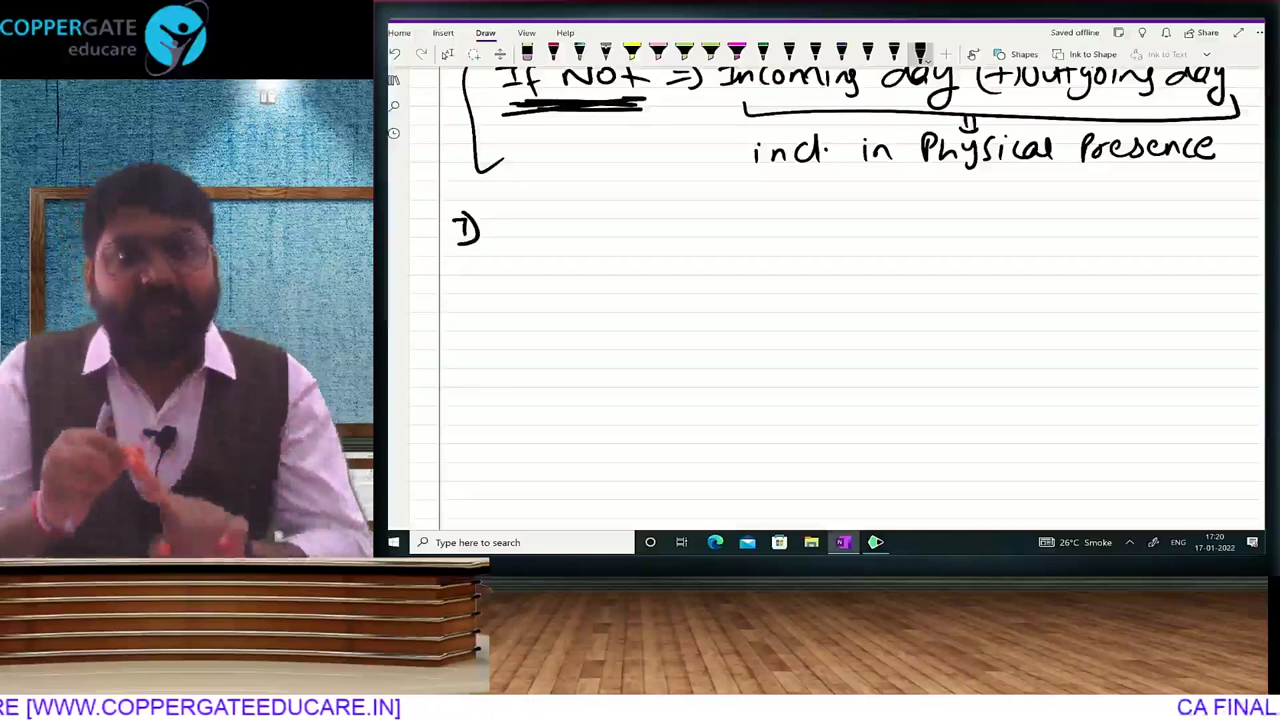 COPPERGATE
educare
Home Insert Draw View Help
Saved offline
Share
Shapes
Ink to Shape
Ink to Text
If NOT => Incoming day (+) Outgoing day
incl. in Physical Presence
D
Type here to search
26°C Smoke
ENG
17:20
17-01-2022
RE [WWW.COPPERGATEEDUCARE.IN]
CA FINAL